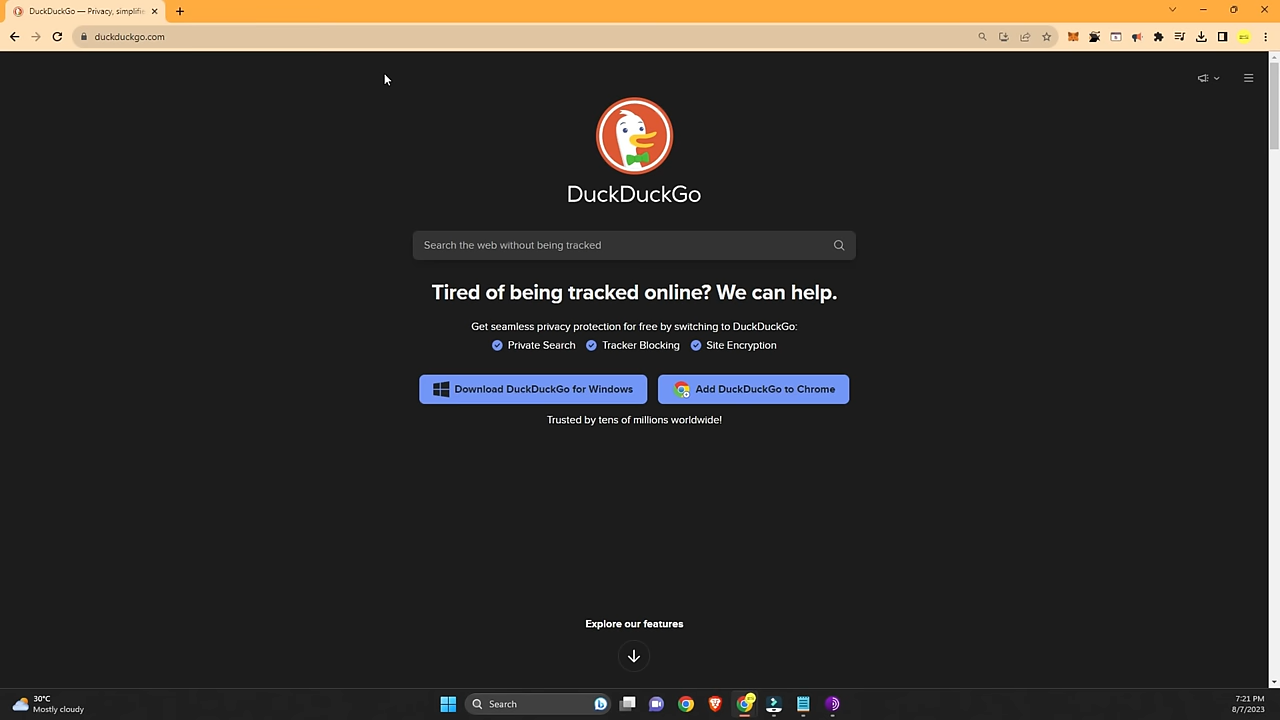 DuckDuckGo — Privacy, simplifi
duckduckgo.com
DuckDuckGo
Search the web without being tracked
Tired of being tracked online? We can help.
Get seamless privacy protection for free by switching to DuckDuckGo:
Private Search Tracker Blocking Site Encryption
Download DuckDuckGo for Windows Add DuckDuckGo to Chrome
Trusted by tens of millions worldwide!
Explore our features
30°C
Mostly cloudy
Search
7:21 PM
8/7/2023